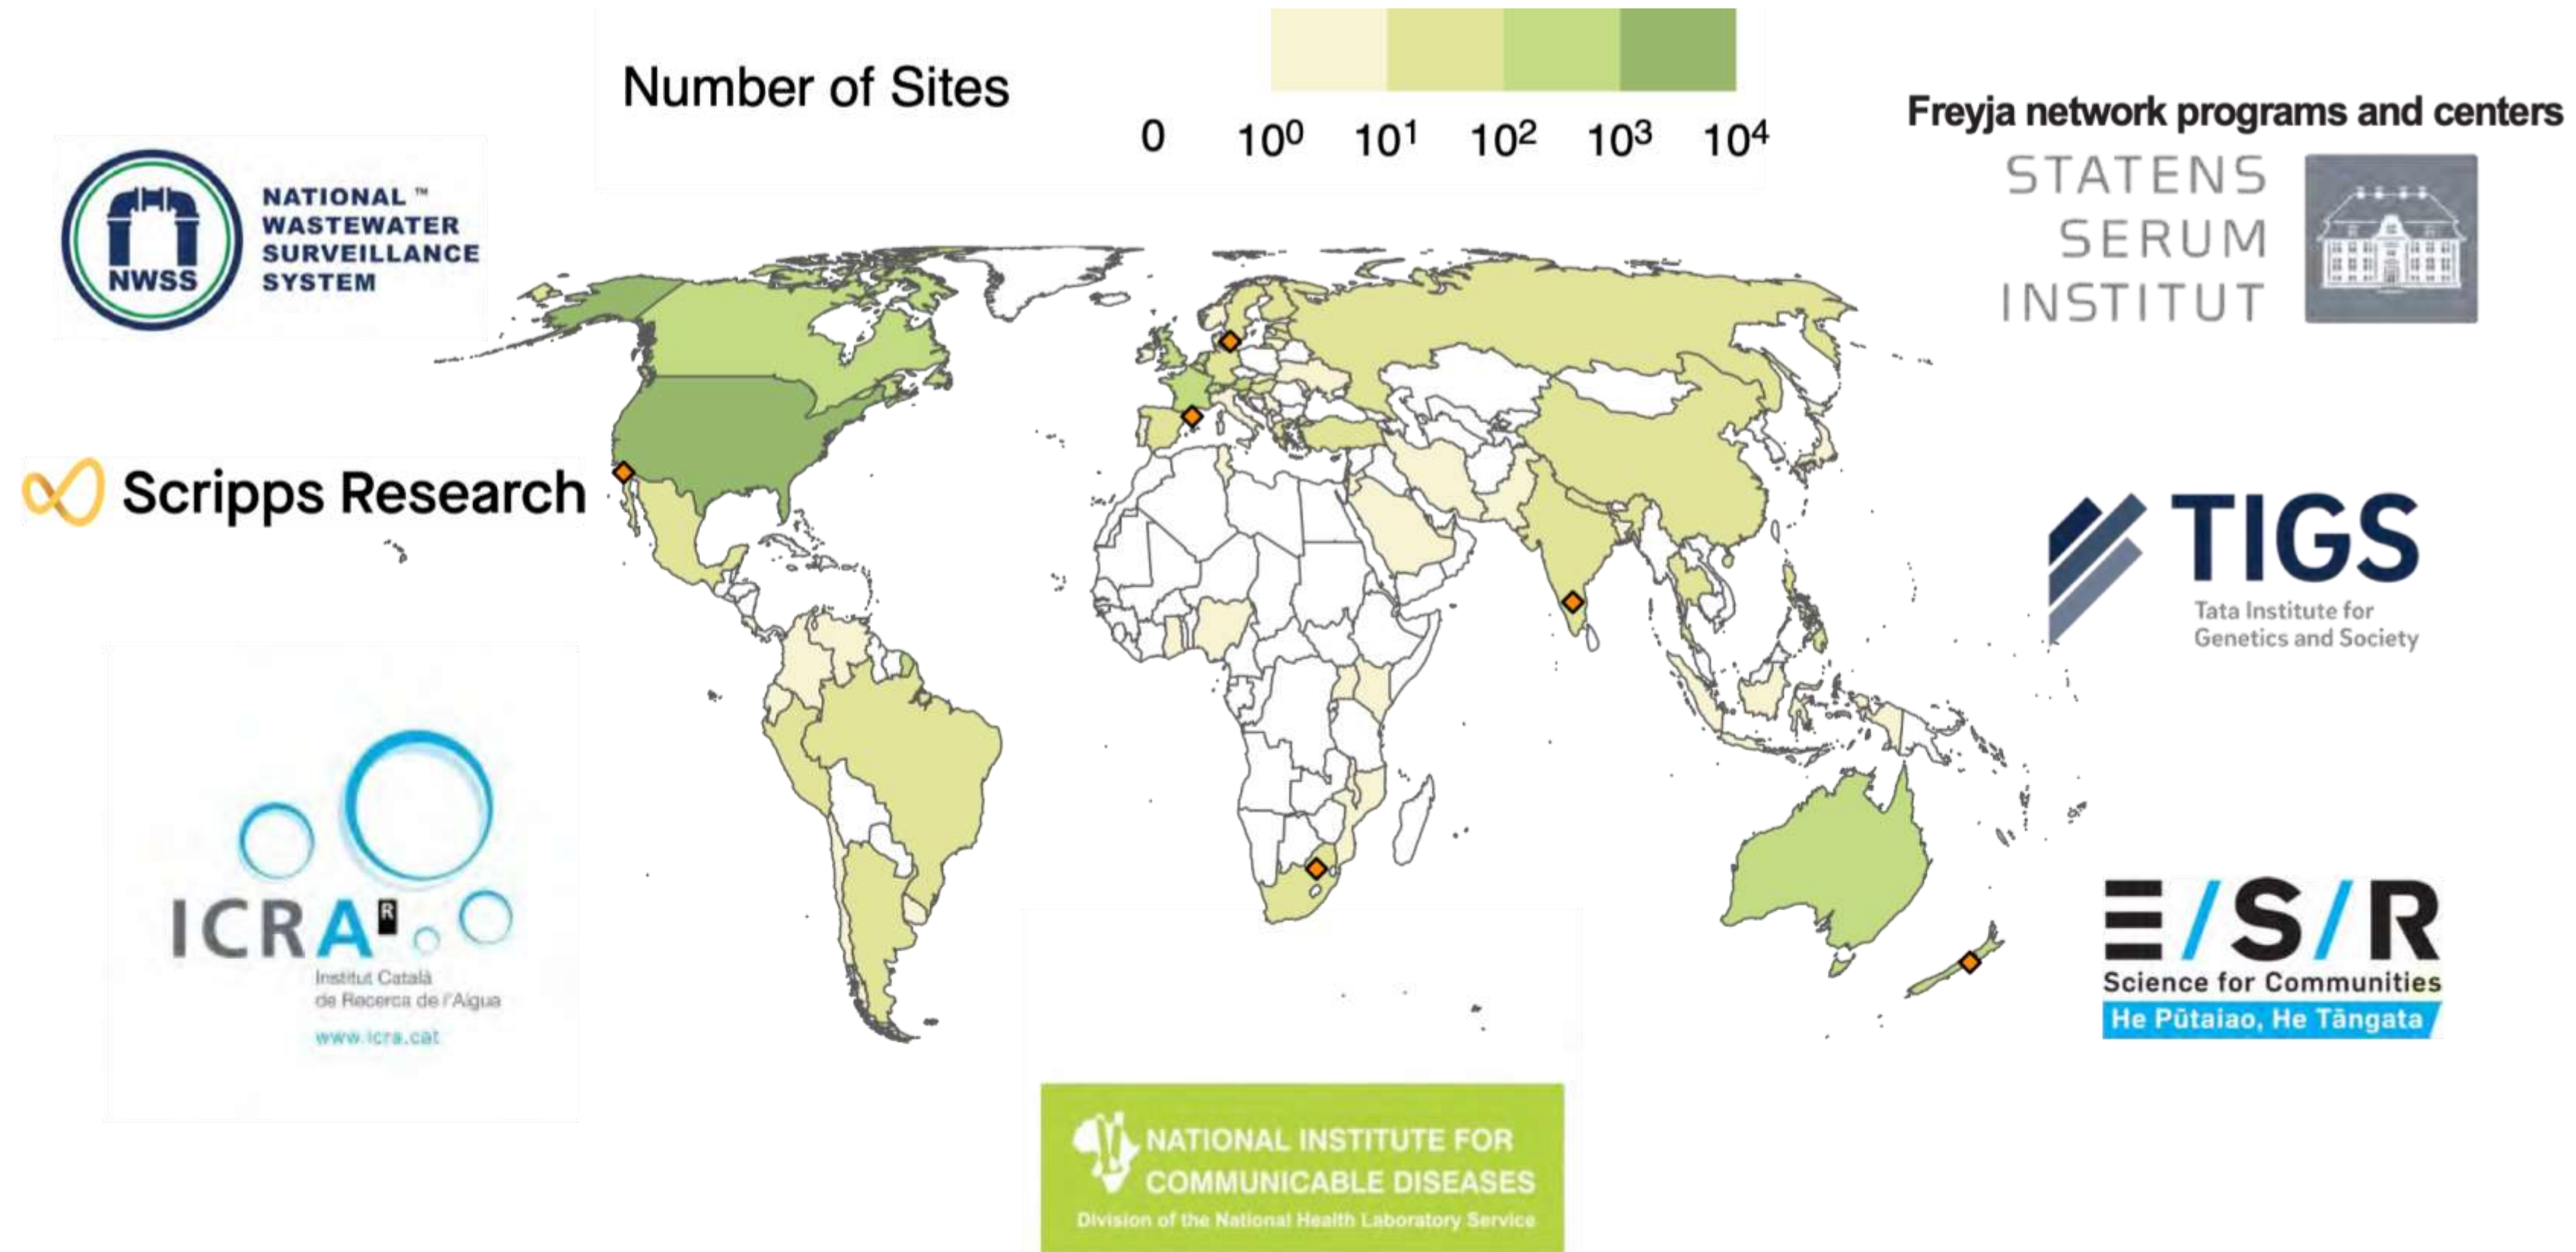 Number of Sites
0 10⁰ 10¹ 10² 10³ 10⁴
Freyja network programs and centers
NWSS
NATIONAL ™
WASTEWATER
SURVEILLANCE
SYSTEM
STATENS
SERUM
INSTITUT
Scripps Research
TIGS
Tata Institute for
Genetics and Society
ICRA R
Institut Català
de Recerca de l'Aigua
www.icra.cat
E/S/R
Science for Communities
He Pūtaiao, He Tāngata
NATIONAL INSTITUTE FOR
COMMUNICABLE DISEASES
Division of the National Health Laboratory Service